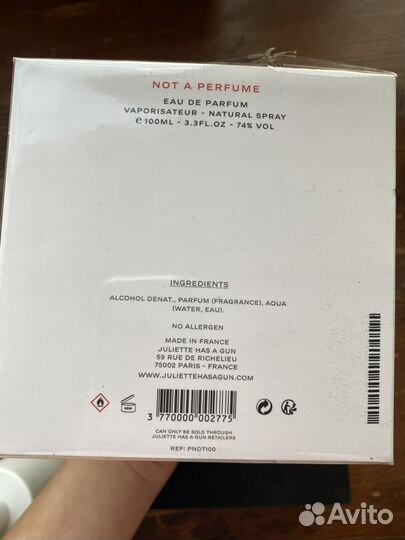 NOT A PERFUME
EAU DE PARFUM
VAPORISATEUR - NATURAL SPRAY
℮ 100ML - 3.3FL.OZ - 74% VOL
INGREDIENTS
ALCOHOL DENAT., PARFUM (FRAGRANCE), AQUA
(WATER, EAU).
NO ALLERGEN
MADE IN FRANCE
JULIETTE HAS A GUN
59 RUE DE RICHELIEU
75002 PARIS - FRANCE
WWW.JULIETTEHASAGUN.COM
3 770000 002775
CAN ONLY BE SOLD THROUGH
JULIETTE HAS A GUN RETAILERS
REF: PNOT100
Avito